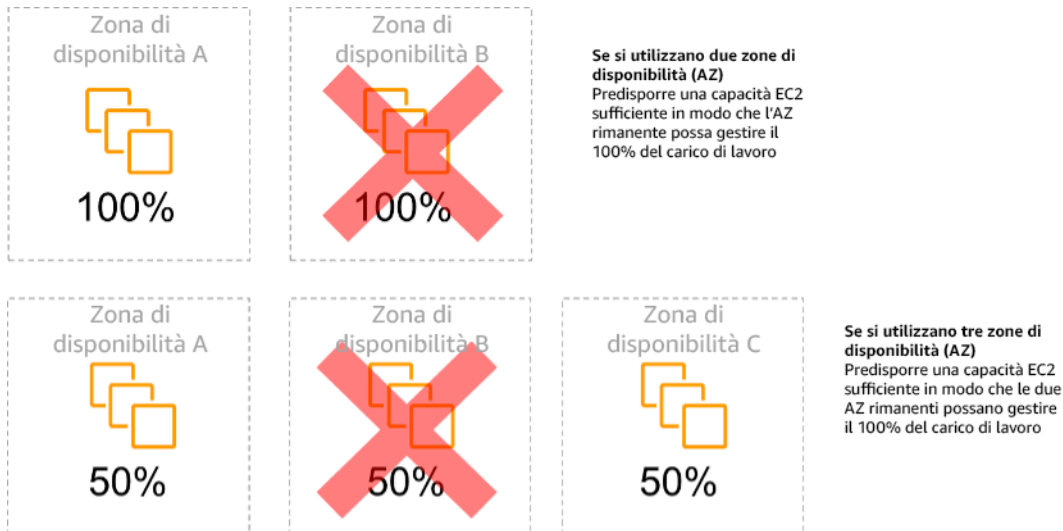 Zona di
disponibilità A
100%
Zona di
disponibilità B
100%
Se si utilizzano due zone di
disponibilità (AZ)
Predisporre una capacità EC2
sufficiente in modo che l'AZ
rimanente possa gestire il
100% del carico di lavoro
Zona di
disponibilità A
50%
Zona di
disponibilità B
50%
Zona di
disponibilità C
50%
Se si utilizzano tre zone di
disponibilità (AZ)
Predisporre una capacità EC2
sufficiente in modo che le due
AZ rimanenti possano gestire
il 100% del carico di lavoro